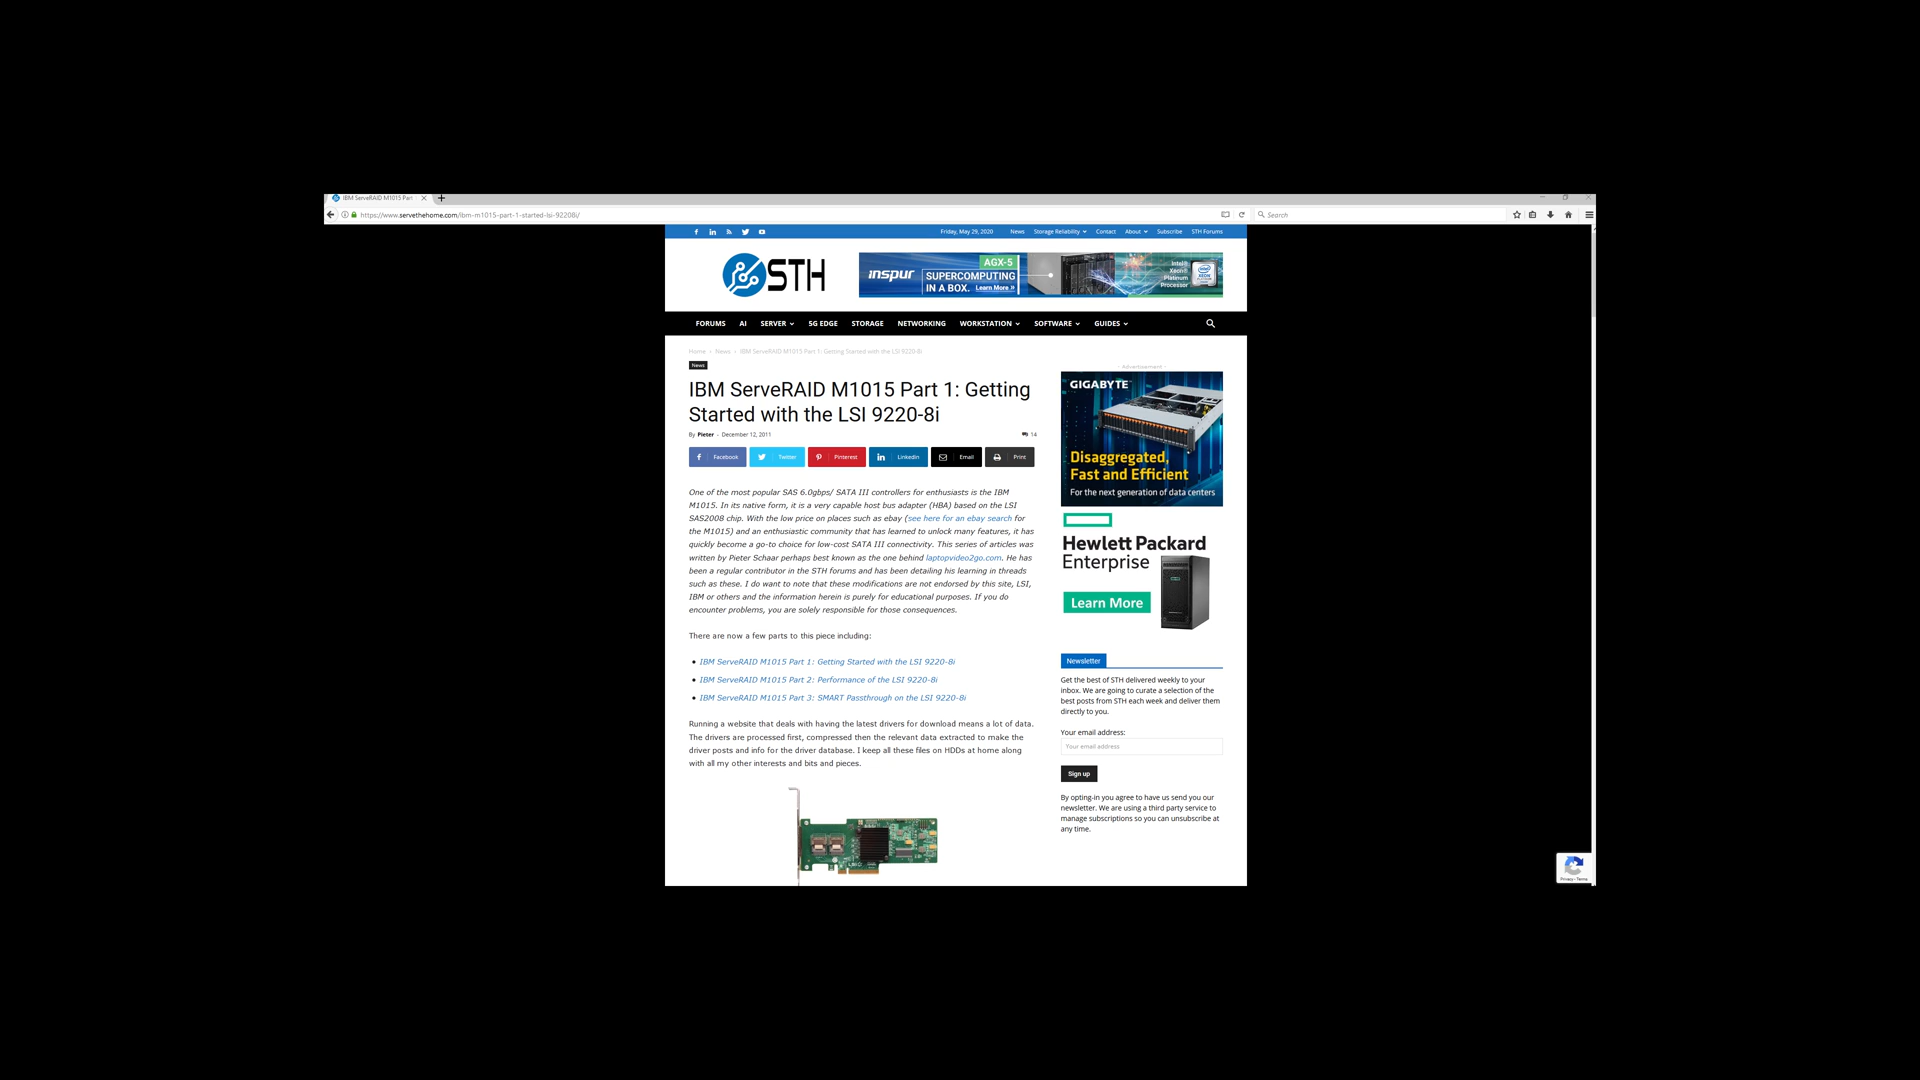 IBM ServeRAID M1015 Part
https://www.servethehome.com/ibm-m1015-part-1-started-lsi-92208i/
Search
Friday, May 29, 2020 News Storage Reliability Contact About Subscribe STH Forums
STH
inspur AGX-5 SUPERCOMPUTING IN A BOX. Learn More »
Intel® Xeon® Platinum Processor
FORUMS AI SERVER 5G EDGE STORAGE NETWORKING WORKSTATION SOFTWARE GUIDES
Home › News › IBM ServeRAID M1015 Part 1: Getting Started with the LSI 9220-8i
News
IBM ServeRAID M1015 Part 1: Getting
Started with the LSI 9220-8i
By Pieter - December 12, 2011 14
Facebook Twitter Pinterest Linkedin Email Print
One of the most popular SAS 6.0gbps/ SATA III controllers for enthusiasts is the IBM
M1015. In its native form, it is a very capable host bus adapter (HBA) based on the LSI
SAS2008 chip. With the low price on places such as ebay (see here for an ebay search for
the M1015) and an enthusiastic community that has learned to unlock many features, it has
quickly become a go-to choice for low-cost SATA III connectivity. This series of articles was
written by Pieter Schaar perhaps best known as the one behind laptopvideo2go.com. He has
been a regular contributor in the STH forums and has been detailing his learning in threads
such as these. I do want to note that these modifications are not endorsed by this site, LSI,
IBM or others and the information herein is purely for educational purposes. If you do
encounter problems, you are solely responsible for those consequences.
There are now a few parts to this piece including:
IBM ServeRAID M1015 Part 1: Getting Started with the LSI 9220-8i
IBM ServeRAID M1015 Part 2: Performance of the LSI 9220-8i
IBM ServeRAID M1015 Part 3: SMART Passthrough on the LSI 9220-8i
Running a website that deals with having the latest drivers for download means a lot of data.
The drivers are processed first, compressed then the relevant data extracted to make the
driver posts and info for the driver database. I keep all these files on HDDs at home along
with all my other interests and bits and pieces.
- Advertisement -
GIGABYTE™
Disaggregated,
Fast and Efficient
For the next generation of data centers
Hewlett Packard
Enterprise
Learn More
Newsletter
Get the best of STH delivered weekly to your
inbox. We are going to curate a selection of the
best posts from STH each week and deliver them
directly to you.
Your email address:
Your email address
Sign up
By opting-in you agree to have us send you our
newsletter. We are using a third party service to
manage subscriptions so you can unsubscribe at
any time.
Privacy - Terms